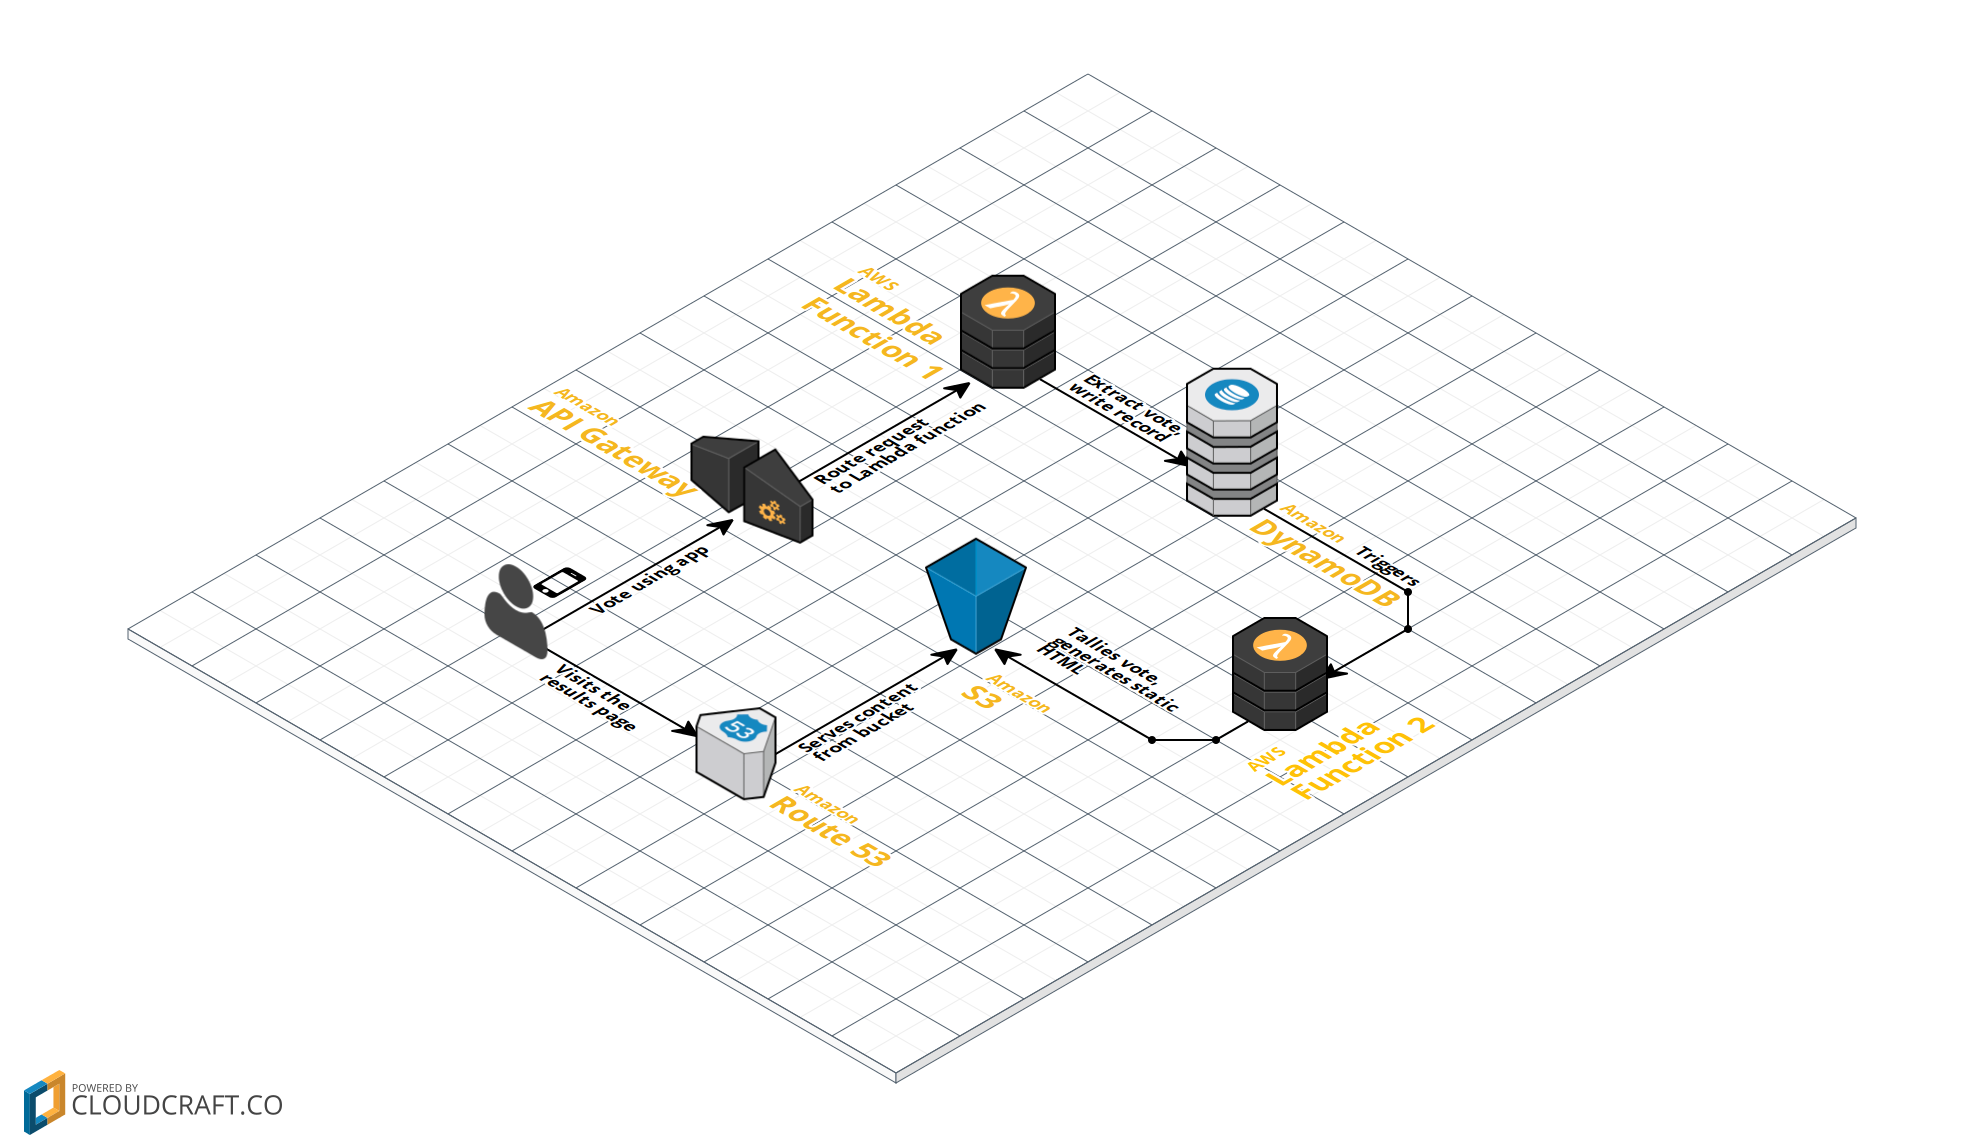 AWS
Lambda
Function 1
λ
Amazon
API Gateway
Route request
to Lambda function
Extract vote,
write record
Amazon
DynamoDB
Triggers
Vote using app
Visits the
results page
53
Amazon
Route 53
Serves content
from bucket
Amazon
S3
Tallies vote,
generates static
HTML
λ
AWS
Lambda
Function 2
POWERED BY
CLOUDCRAFT.CO